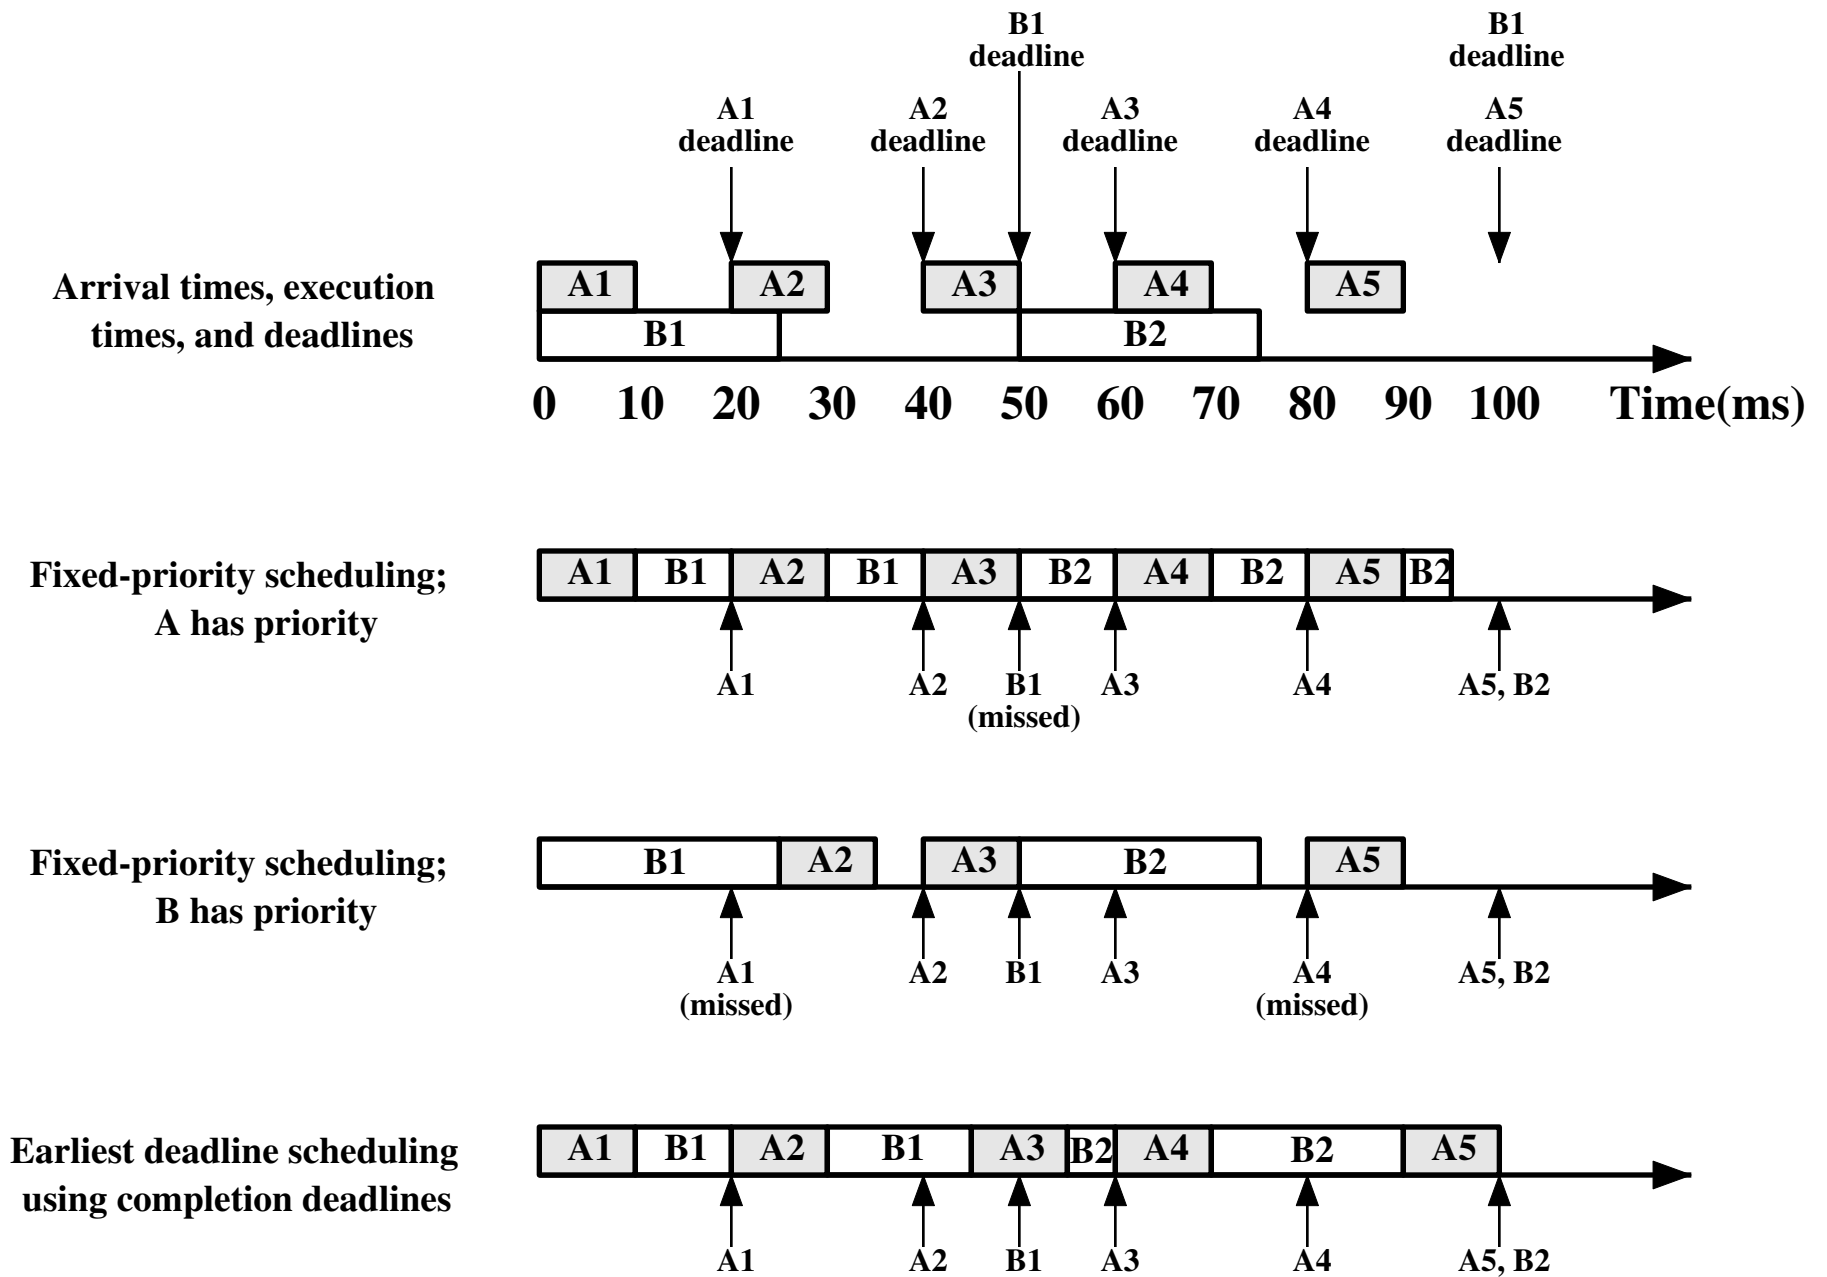 B1 B1
deadline deadline
A1 A2 A3 A4 A5
deadline deadline deadline deadline deadline
Arrival times, execution
times, and deadlines
A1 A2 A3 A4 A5
B1 B2
0 10 20 30 40 50 60 70 80 90 100 Time(ms)
Fixed-priority scheduling;
A has priority
A1 B1 A2 B1 A3 B2 A4 B2 A5 B2
A1 A2 B1 A3 A4 A5, B2
(missed)
Fixed-priority scheduling;
B has priority
B1 A2 A3 B2 A5
A1 A2 B1 A3 A4 A5, B2
(missed) (missed)
Earliest deadline scheduling
using completion deadlines
A1 B1 A2 B1 A3 B2 A4 B2 A5
A1 A2 B1 A3 A4 A5, B2